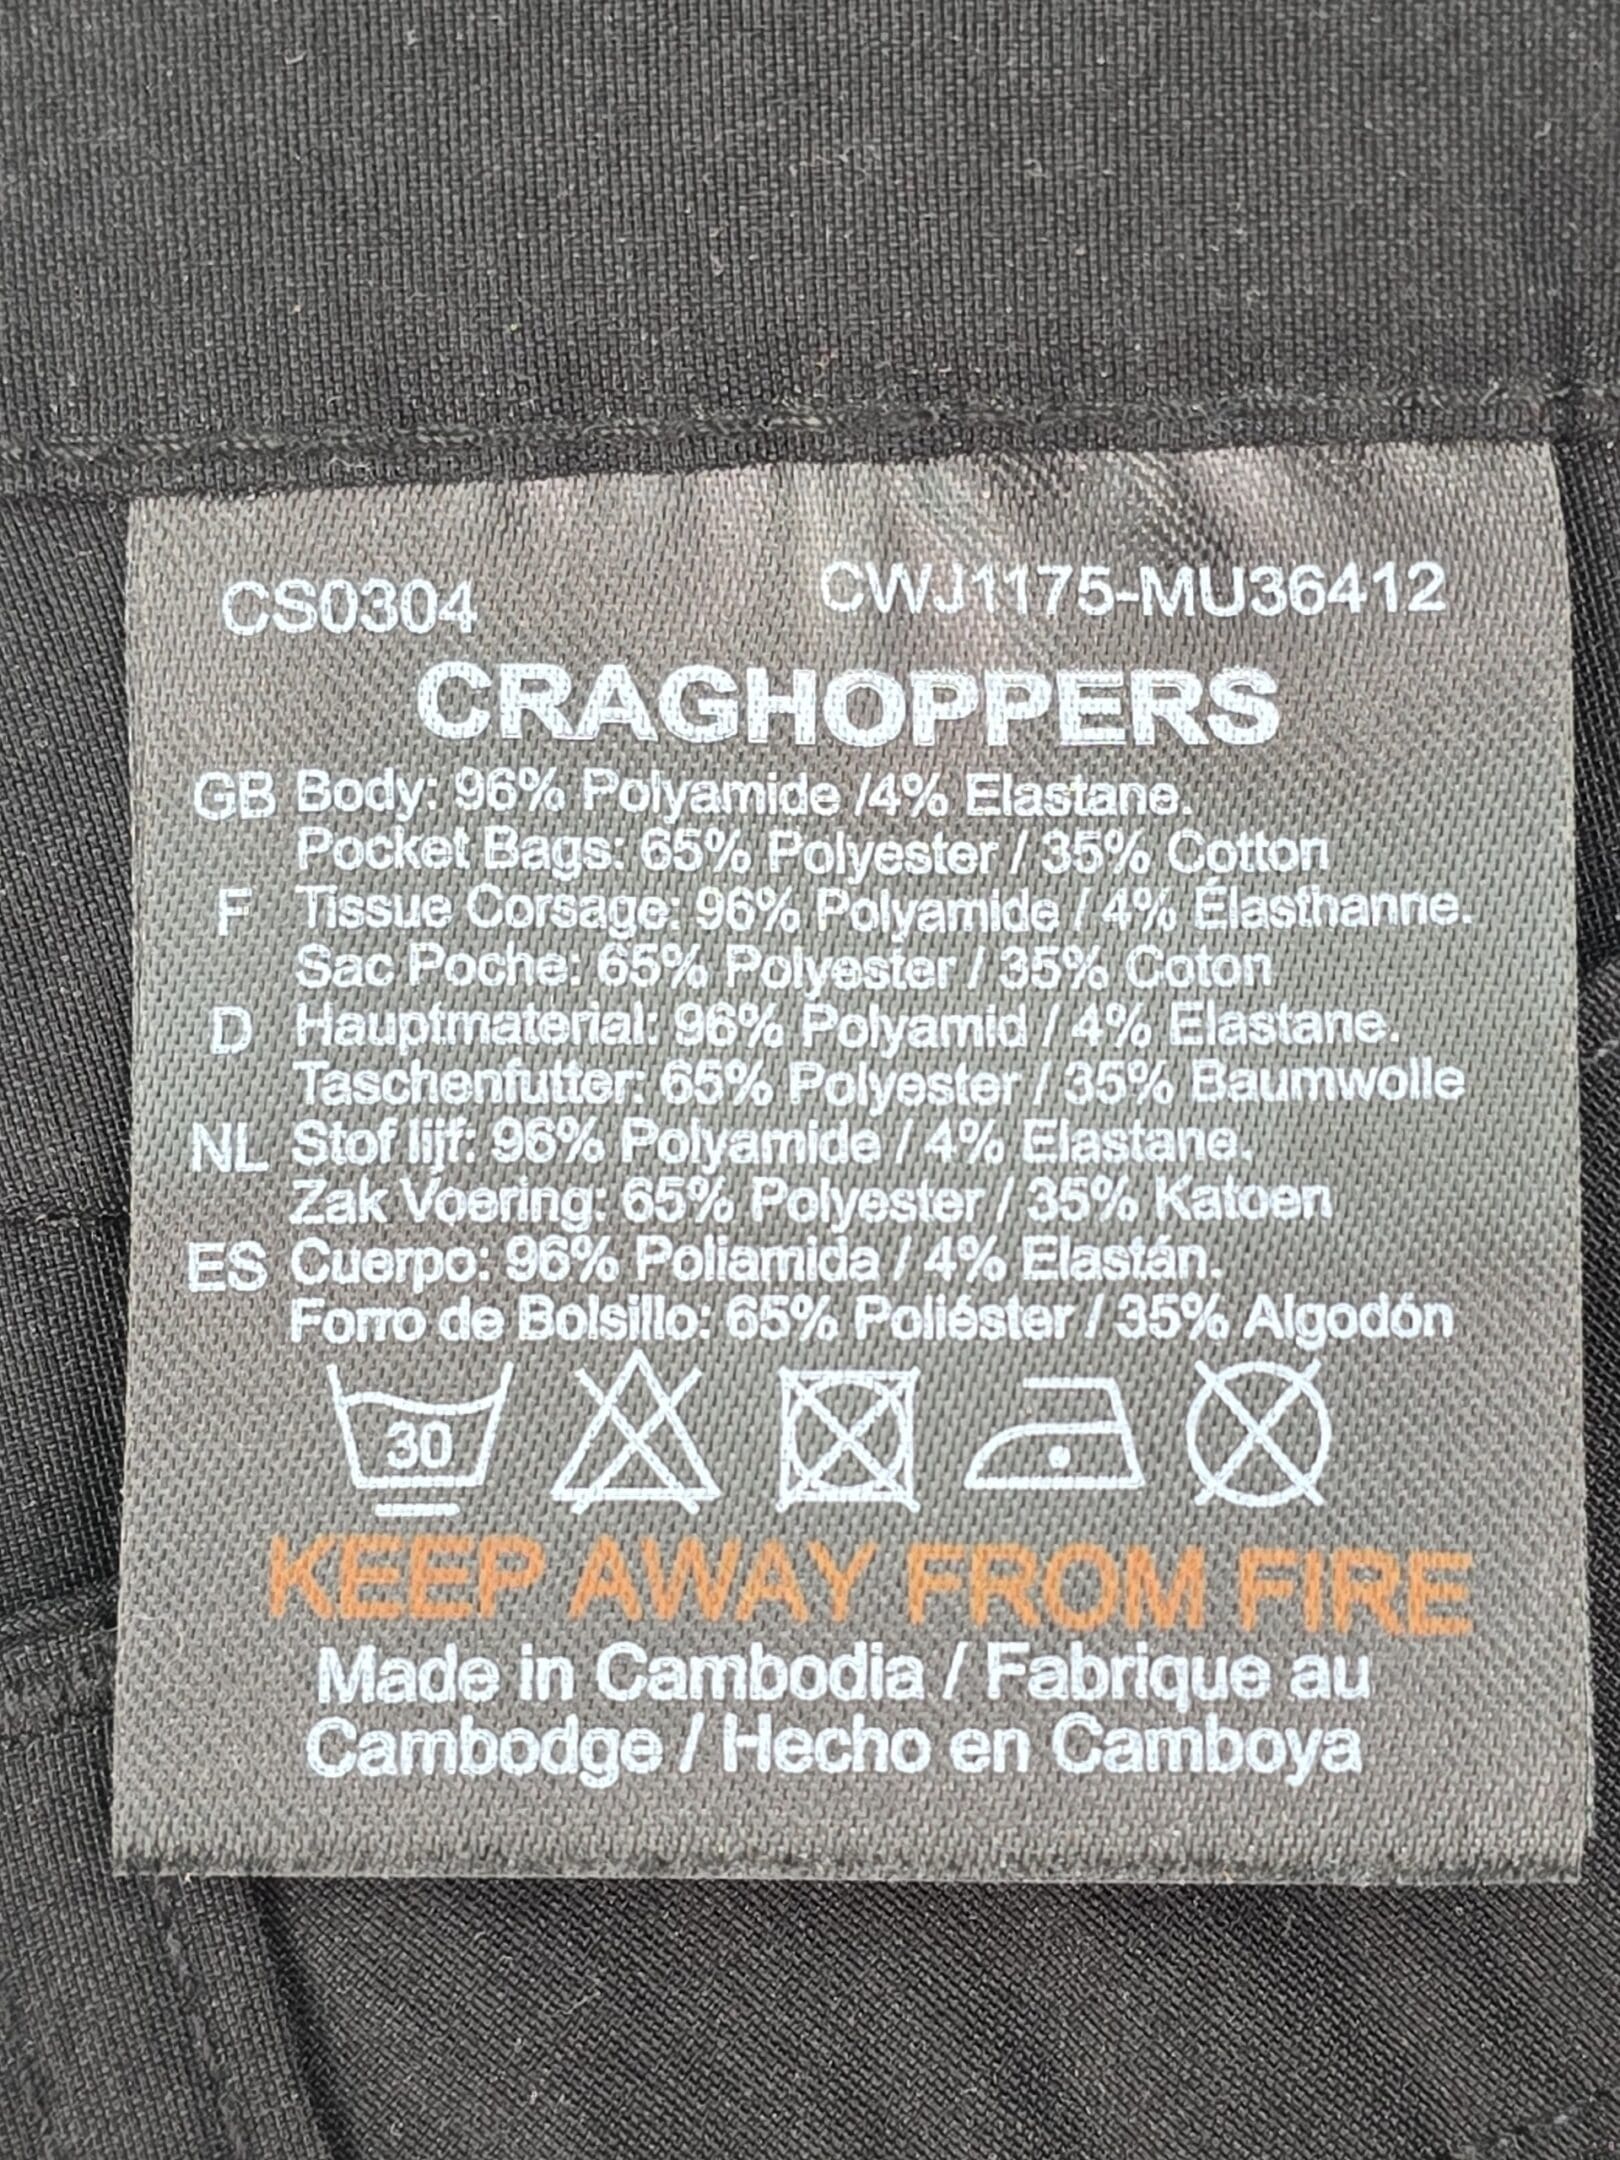 CS0304 CWJ1175-MU36412
CRAGHOPPERS
GB Body: 96% Polyamide /4% Elastane.
Pocket Bags: 65% Polyester / 35% Cotton
F Tissue Corsage: 96% Polyamide / 4% Élasthanne.
Sac Poche: 65% Polyester / 35% Coton
D Hauptmaterial: 96% Polyamid / 4% Elastane.
Taschenfutter: 65% Polyester / 35% Baumwolle
NL Stof lijf: 96% Polyamide / 4% Elastane.
Zak Voering: 65% Polyester / 35% Katoen
ES Cuerpo: 96% Poliamida / 4% Elastán.
Forro de Bolsillo: 65% Poliéster / 35% Algodón
30
KEEP AWAY FROM FIRE
Made in Cambodia / Fabrique au
Cambodge / Hecho en Camboya